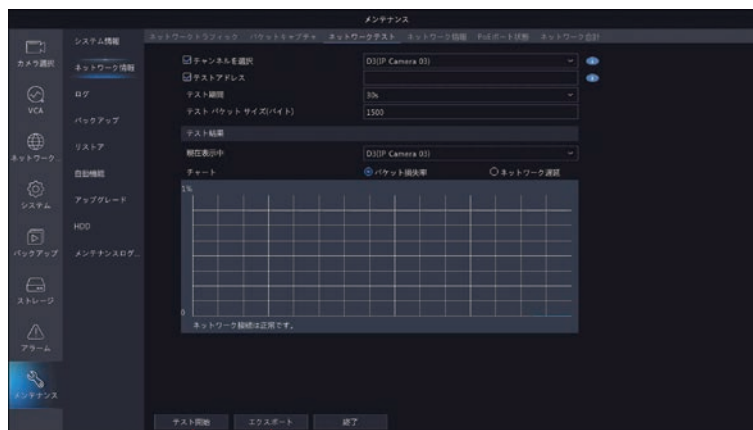 メンテナンス
ネットワークトラフィック パケットキャプチャ ネットワークテスト ネットワーク情報 PoEポート状態 ネットワーク合計
カメラ選択
VCA
ネットワーク...
システム
バックアップ
ストレージ
アラーム
メンテナンス
システム情報
ネットワーク情報
ログ
バックアップ
リストア
自動機能
アップグレード
HDD
メンテナンスログ...
チャンネルを選択 D3(IP Camera 03)
テストアドレス
テスト期間 30s
テスト パケット サイズ(バイト) 1500
テスト結果
現在表示中 D3(IP Camera 03)
チャート パケット損失率 ネットワーク遅延
1%
0
ネットワーク接続は正常です。
テスト開始 エクスポート 終了